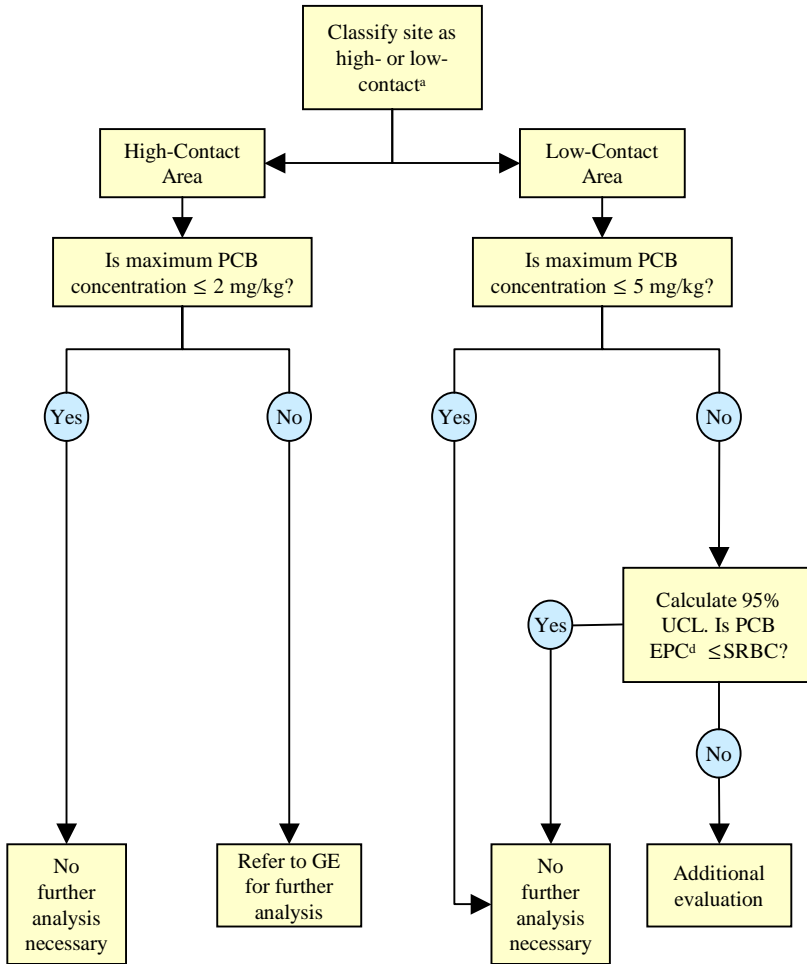 Classify site as
high- or low-
contactᵃ
High-Contact
Area
Low-Contact
Area
Is maximum PCB
concentration ≤ 2 mg/kg?
Is maximum PCB
concentration ≤ 5 mg/kg?
Yes
No
Yes
No
Calculate 95%
UCL. Is PCB
EPCᵈ ≤SRBC?
Yes
No
No
further
analysis
necessary
Refer to GE
for further
analysis
No
further
analysis
necessary
Additional
evaluation